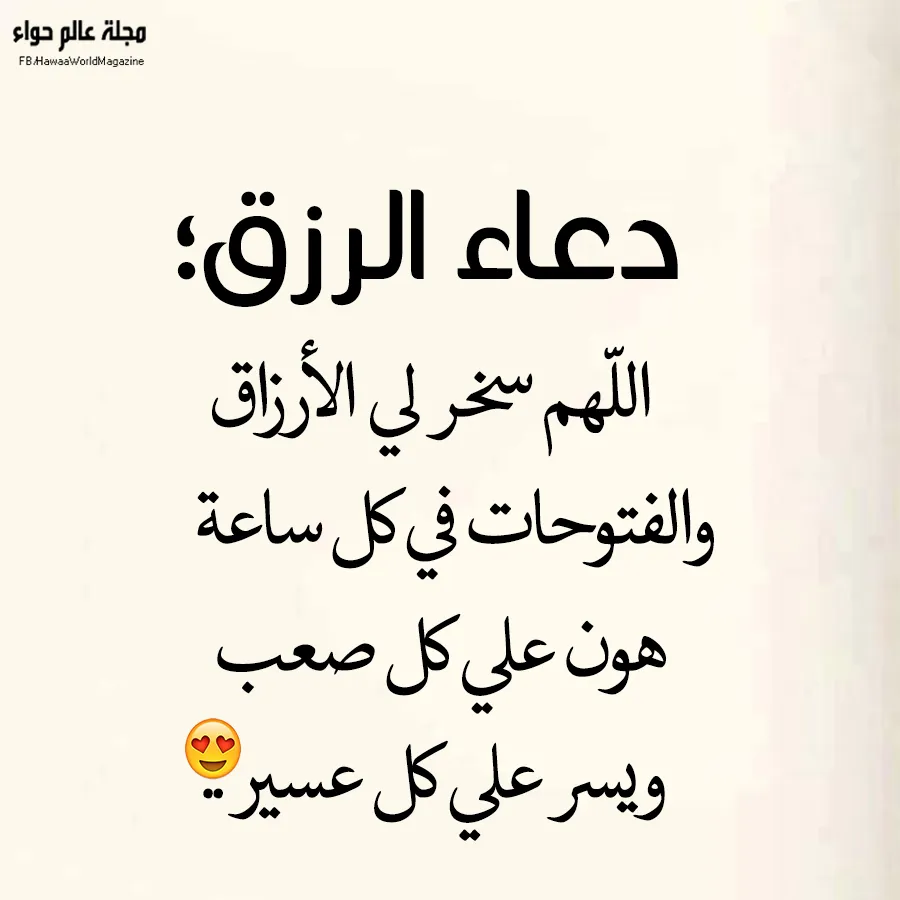 مجلة عالم حواء
FB/HawaaWorldMagazine
دعاء الرزق؛
اللّهم سخر لي الأرزاق
والفتوحات في كل ساعة
هون علي كل صعب
ويسر علي كل عسير ..😍